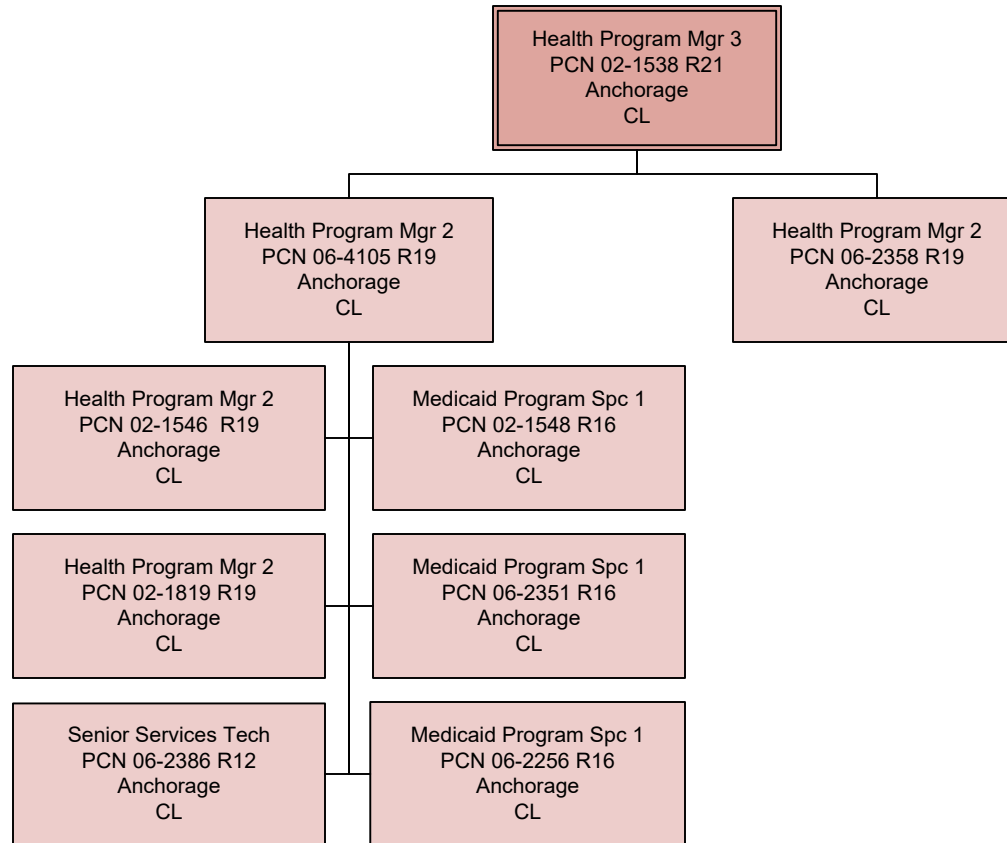 Health Program Mgr 3
PCN 02-1538 R21
Anchorage
CL
Health Program Mgr 2
PCN 06-4105 R19
Anchorage
CL
Health Program Mgr 2
PCN 06-2358 R19
Anchorage
CL
Health Program Mgr 2
PCN 02-1546  R19
Anchorage
CL
Medicaid Program Spc 1
PCN 02-1548 R16
Anchorage
CL
Health Program Mgr 2
PCN 02-1819 R19
Anchorage
CL
Medicaid Program Spc 1
PCN 06-2351 R16
Anchorage
CL
Senior Services Tech
PCN 06-2386 R12
Anchorage
CL
Medicaid Program Spc 1
PCN 06-2256 R16
Anchorage
CL